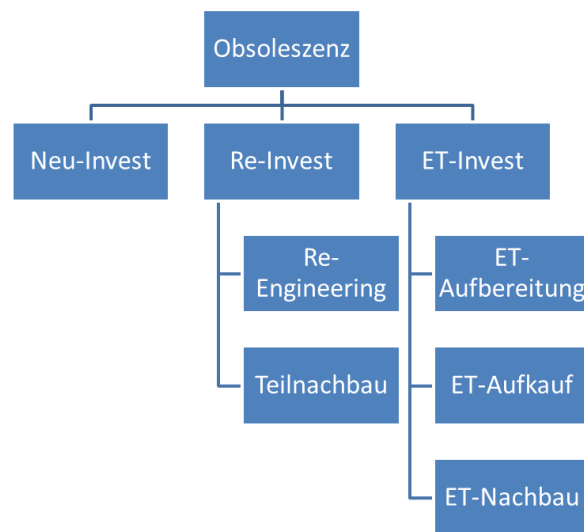 Obsoleszenz
Neu-Invest
Re-Invest
ET-Invest
Re-
Engineering
ET-
Aufbereitung
Teilnachbau
ET-Aufkauf
ET-Nachbau